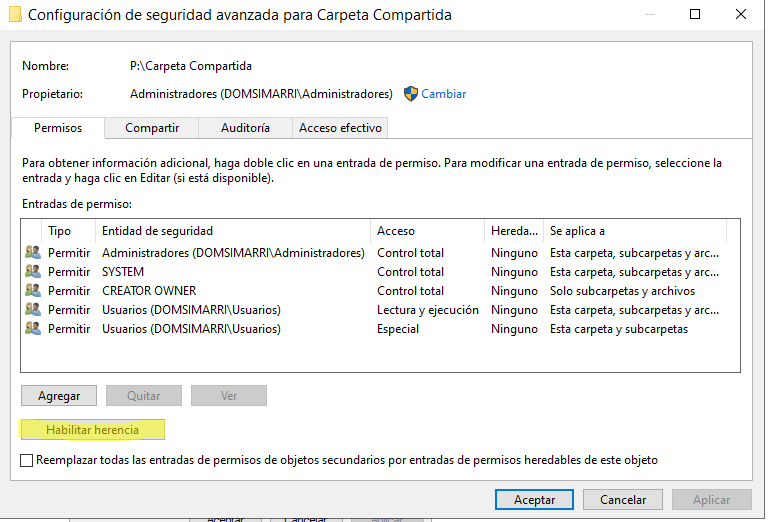 Configuración de seguridad avanzada para Carpeta Compartida
Nombre: P:\Carpeta Compartida
Propietario: Administradores (DOMSIMARRI\Administradores) Cambiar
Permisos Compartir Auditoría Acceso efectivo
Para obtener información adicional, haga doble clic en una entrada de permiso. Para modificar una entrada de permiso, seleccione la
entrada y haga clic en Editar (si está disponible).
Entradas de permiso:
Tipo Entidad de seguridad Acceso Hereda... Se aplica a
Permitir Administradores (DOMSIMARRI\Administradores) Control total Ninguno Esta carpeta, subcarpetas y arc...
Permitir SYSTEM Control total Ninguno Esta carpeta, subcarpetas y arc...
Permitir CREATOR OWNER Control total Ninguno Solo subcarpetas y archivos
Permitir Usuarios (DOMSIMARRI\Usuarios) Lectura y ejecución Ninguno Esta carpeta, subcarpetas y arc...
Permitir Usuarios (DOMSIMARRI\Usuarios) Especial Ninguno Esta carpeta y subcarpetas
Agregar Quitar Ver
Habilitar herencia
Reemplazar todas las entradas de permisos de objetos secundarios por entradas de permisos heredables de este objeto
Aceptar Cancelar Aplicar
Aceptar Cancelar Aplicar